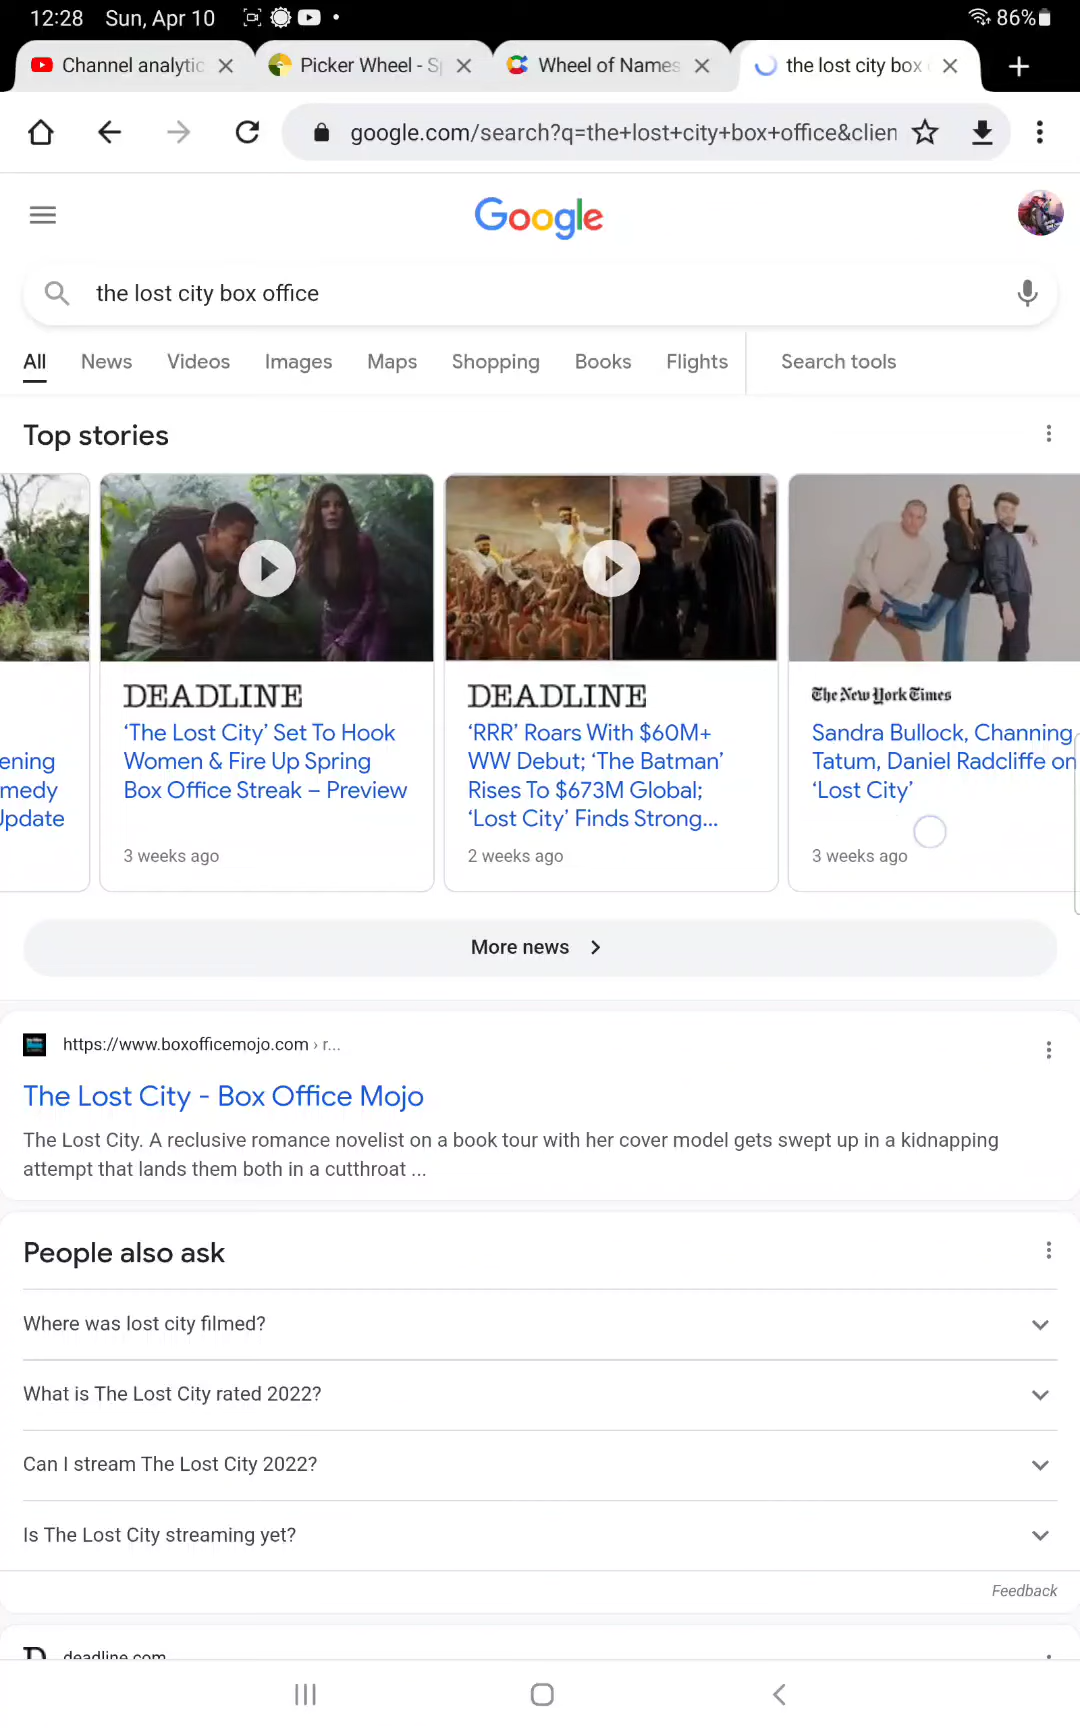 12:28 Sun, Apr 10 86%
Channel analytic
Picker Wheel - Sp
Wheel of Names
the lost city box
google.com/search?q=the+lost+city+box+office&clien
Google
the lost city box office
All News Videos Images Maps Shopping Books Flights Search tools
Top stories
ening
medy
Update
DEADLINE
‘The Lost City’ Set To Hook
Women & Fire Up Spring
Box Office Streak – Preview
3 weeks ago
DEADLINE
‘RRR’ Roars With $60M+
WW Debut; ‘The Batman’
Rises To $673M Global;
‘Lost City’ Finds Strong...
2 weeks ago
The New York Times
Sandra Bullock, Channing
Tatum, Daniel Radcliffe on
‘Lost City’
3 weeks ago
More news
https://www.boxofficemojo.com › r...
The Lost City - Box Office Mojo
The Lost City. A reclusive romance novelist on a book tour with her cover model gets swept up in a kidnapping
attempt that lands them both in a cutthroat ...
People also ask
Where was lost city filmed?
What is The Lost City rated 2022?
Can I stream The Lost City 2022?
Is The Lost City streaming yet?
Feedback
deadline.com